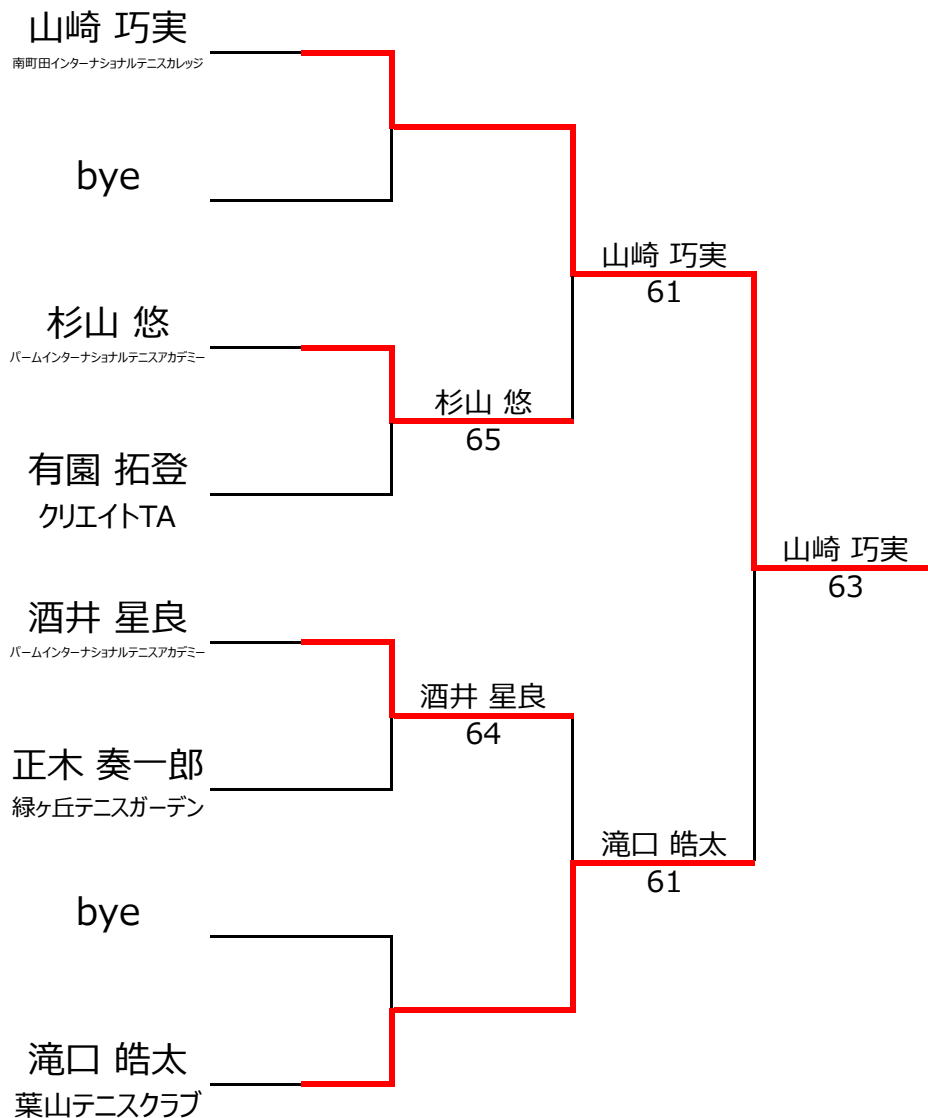 山崎 巧実
南町田インターナショナルテニスカレッジ
bye
杉山 悠
パームインターナショナルテニスアカデミー
有園 拓登
クリエイトTA
酒井 星良
パームインターナショナルテニスアカデミー
正木 奏一郎
緑ヶ丘テニスガーデン
bye
滝口 皓太
葉山テニスクラブ
杉山 悠
65
酒井 星良
64
山崎 巧実
61
滝口 皓太
61
山崎 巧実
63